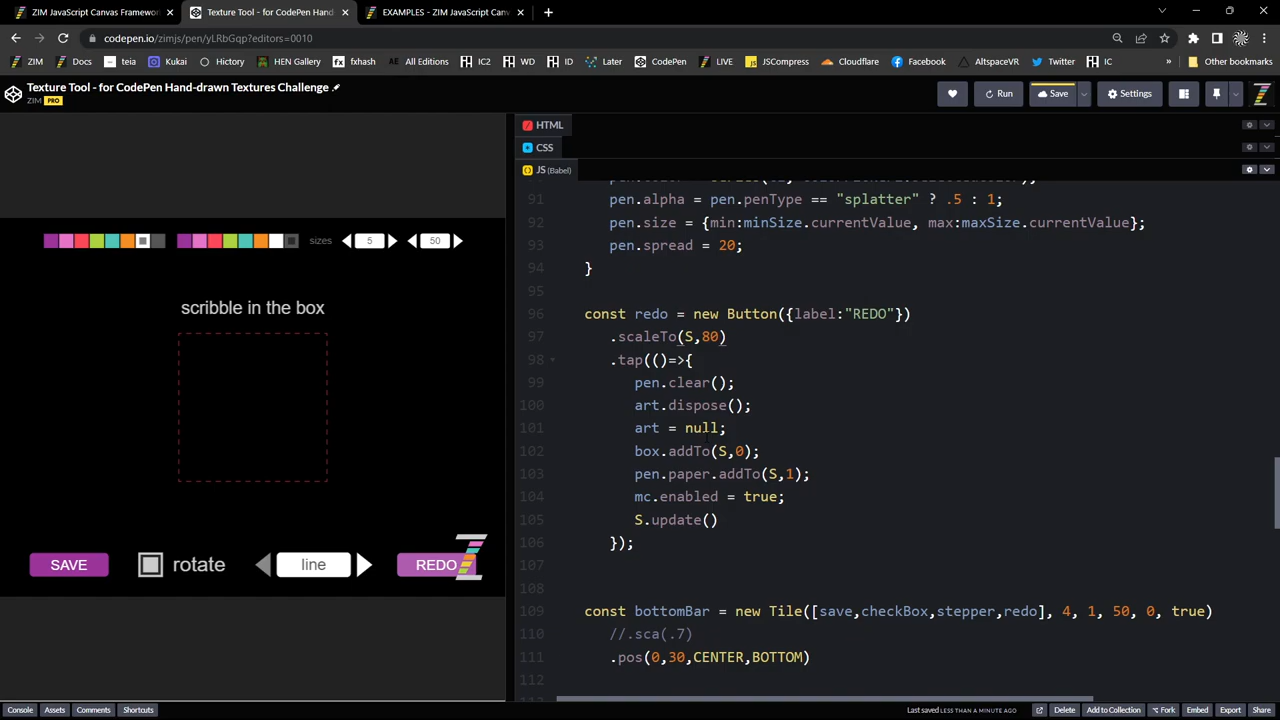 ZIM JavaScript Canvas Framewor
Texture Tool - for CodePen Hand
EXAMPLES - ZIM JavaScript Canv
codepen.io/zimjs/pen/yLRbGqp?editors=0010
ZIM Docs teia Kukai Hictory HEN Gallery fxhash All Editions IC2 WD ID Later CodePen LIVE JSCompress Cloudflare Facebook AltspaceVR Twitter IC » Other bookmarks
Texture Tool - for CodePen Hand-drawn Textures Challenge
ZIM PRO
Run Save Settings
HTML
CSS
JS (Babel)
91 pen.alpha = pen.penType == "splatter" ? .5 : 1;
92 pen.size = {min:minSize.currentValue, max:maxSize.currentValue};
93 pen.spread = 20;
94 }
95
96 const redo = new Button({label:"REDO"})
97 .scaleTo(S,80)
98 .tap(()=>{
99 pen.clear();
100 art.dispose();
101 art = null;
102 box.addTo(S,0);
103 pen.paper.addTo(S,1);
104 mc.enabled = true;
105 S.update()
106 });
107
108
109 const bottomBar = new Tile([save,checkBox,stepper,redo], 4, 1, 50, 0, true)
110 //.sca(.7)
111 .pos(0,30,CENTER,BOTTOM)
112
sizes 5 50
scribble in the box
SAVE rotate line REDO
Console Assets Comments Shortcuts
Last saved LESS THAN A MINUTE AGO
Delete Add to Collection Fork Embed Export Share